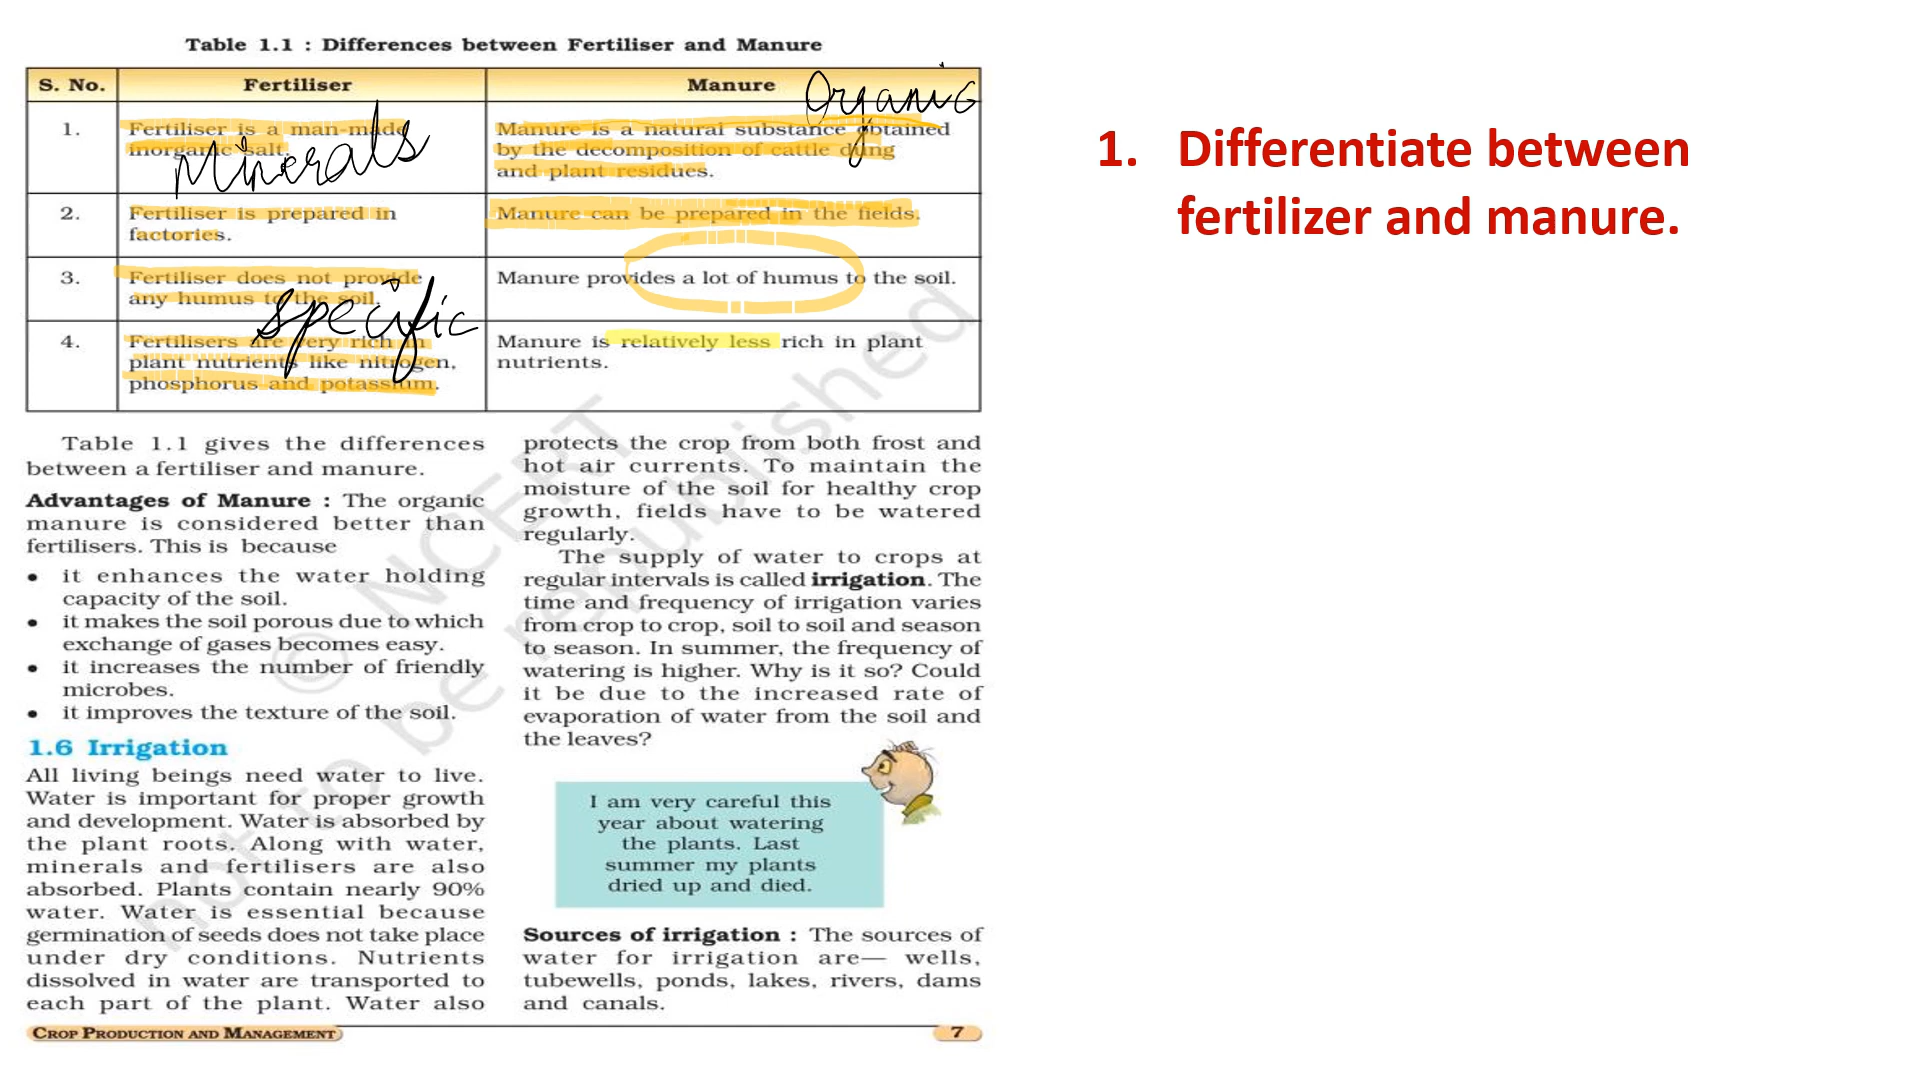 Table 1.1 : Differences between Fertiliser and Manure
S. No. Fertiliser Manure Organic
1. Fertiliser is a man-made Manure is a natural substance obtained
inorganic salt. by the decomposition of cattle dung
Minerals and plant residues.
2. Fertiliser is prepared in Manure can be prepared in the fields.
factories.
3. Fertiliser does not provide Manure provides a lot of humus to the soil.
any humus to the soil.
Specific
4. Fertilisers are very rich in Manure is relatively less rich in plant
plant nutrients like nitrogen, nutrients.
phosphorus and potassium.
Table 1.1 gives the differences
between a fertiliser and manure.
Advantages of Manure : The organic
manure is considered better than
fertilisers. This is because
• it enhances the water holding
capacity of the soil.
• it makes the soil porous due to which
exchange of gases becomes easy.
• it increases the number of friendly
microbes.
• it improves the texture of the soil.
1.6 Irrigation
All living beings need water to live.
Water is important for proper growth
and development. Water is absorbed by
the plant roots. Along with water,
minerals and fertilisers are also
absorbed. Plants contain nearly 90%
water. Water is essential because
germination of seeds does not take place
under dry conditions. Nutrients
dissolved in water are transported to
each part of the plant. Water also
protects the crop from both frost and
hot air currents. To maintain the
moisture of the soil for healthy crop
growth, fields have to be watered
regularly.
The supply of water to crops at
regular intervals is called irrigation. The
time and frequency of irrigation varies
from crop to crop, soil to soil and season
to season. In summer, the frequency of
watering is higher. Why is it so? Could
it be due to the increased rate of
evaporation of water from the soil and
the leaves?
I am very careful this
year about watering
the plants. Last
summer my plants
dried up and died.
Sources of irrigation : The sources of
water for irrigation are— wells,
tubewells, ponds, lakes, rivers, dams
and canals.
CROP PRODUCTION AND MANAGEMENT 7
© NCERT
not to be republished
1. Differentiate between
fertilizer and manure.